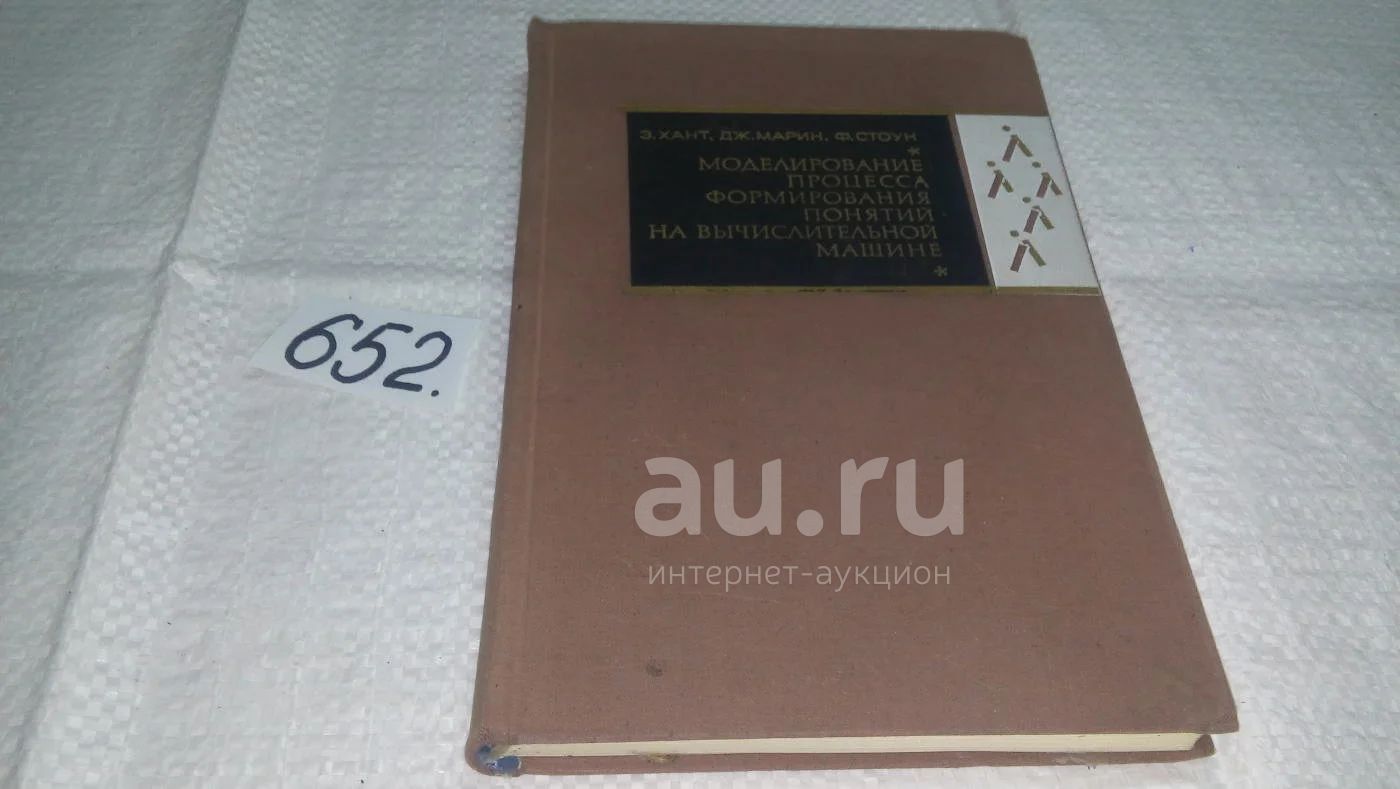 Э. ХАНТ, ДЖ. МАРИН, Ф. СТОУН
*
МОДЕЛИРОВАНИЕ
ПРОЦЕССА
ФОРМИРОВАНИЯ
ПОНЯТИЙ
НА ВЫЧИСЛИТЕЛЬНОЙ
МАШИНЕ
*
652.
au.ru
интернет-аукцион